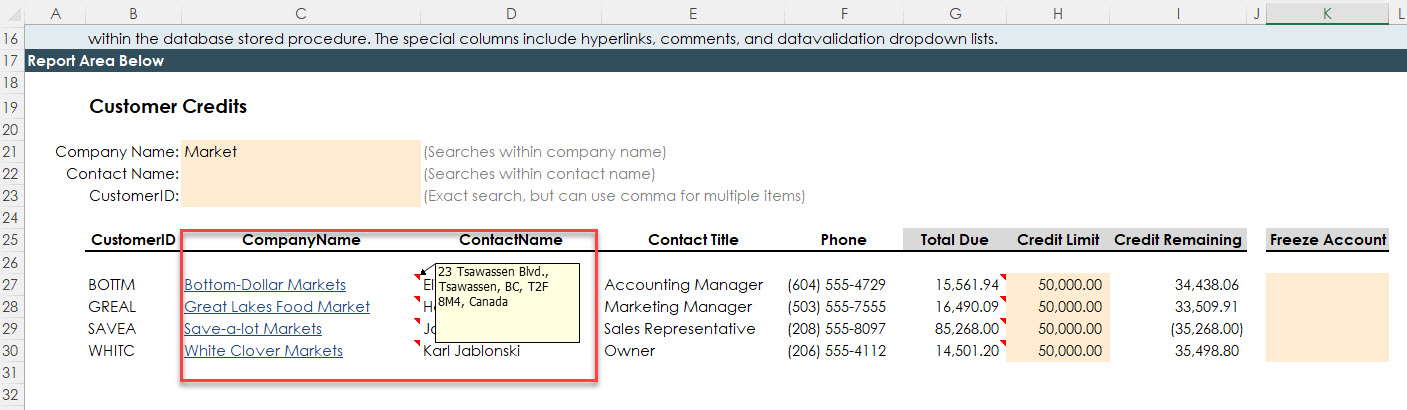 A B C D E F G H I J K L
16 within the database stored procedure. The special columns include hyperlinks, comments, and datavalidation dropdown lists.
17 Report Area Below
18
19 Customer Credits
20
21 Company Name: Market (Searches within company name)
22 Contact Name: (Searches within contact name)
23 CustomerID: (Exact search, but can use comma for multiple items)
24
25 CustomerID CompanyName ContactName Contact Title Phone Total Due Credit Limit Credit Remaining Freeze Account
26
23 Tsawassen Blvd.,
Tsawassen, BC, T2F
8M4, Canada
27 BOTTM Bottom-Dollar Markets El Accounting Manager (604) 555-4729 15,561.94 50,000.00 34,438.06
28 GREAL Great Lakes Food Market Marketing Manager (503) 555-7555 16,490.09 50,000.00 33,509.91
29 SAVEA Save-a-lot Markets Sales Representative (208) 555-8097 85,268.00 50,000.00 (35,268.00)
30 WHITC White Clover Markets Karl Jablonski Owner (206) 555-4112 14,501.20 50,000.00 35,498.80
31
32